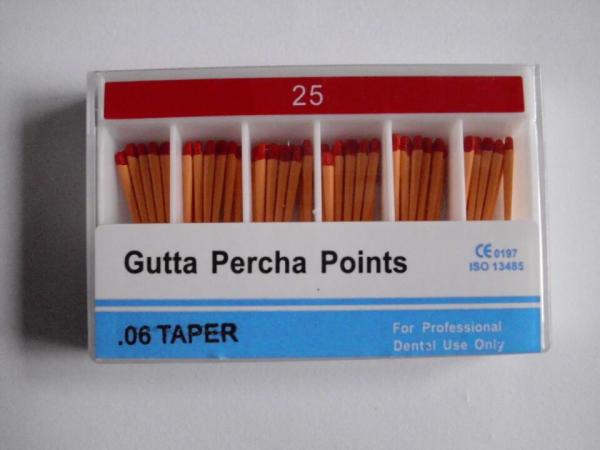 25
Gutta Percha Points
CE 0197
ISO 13485
.06 TAPER
For Professional
Dental Use Only